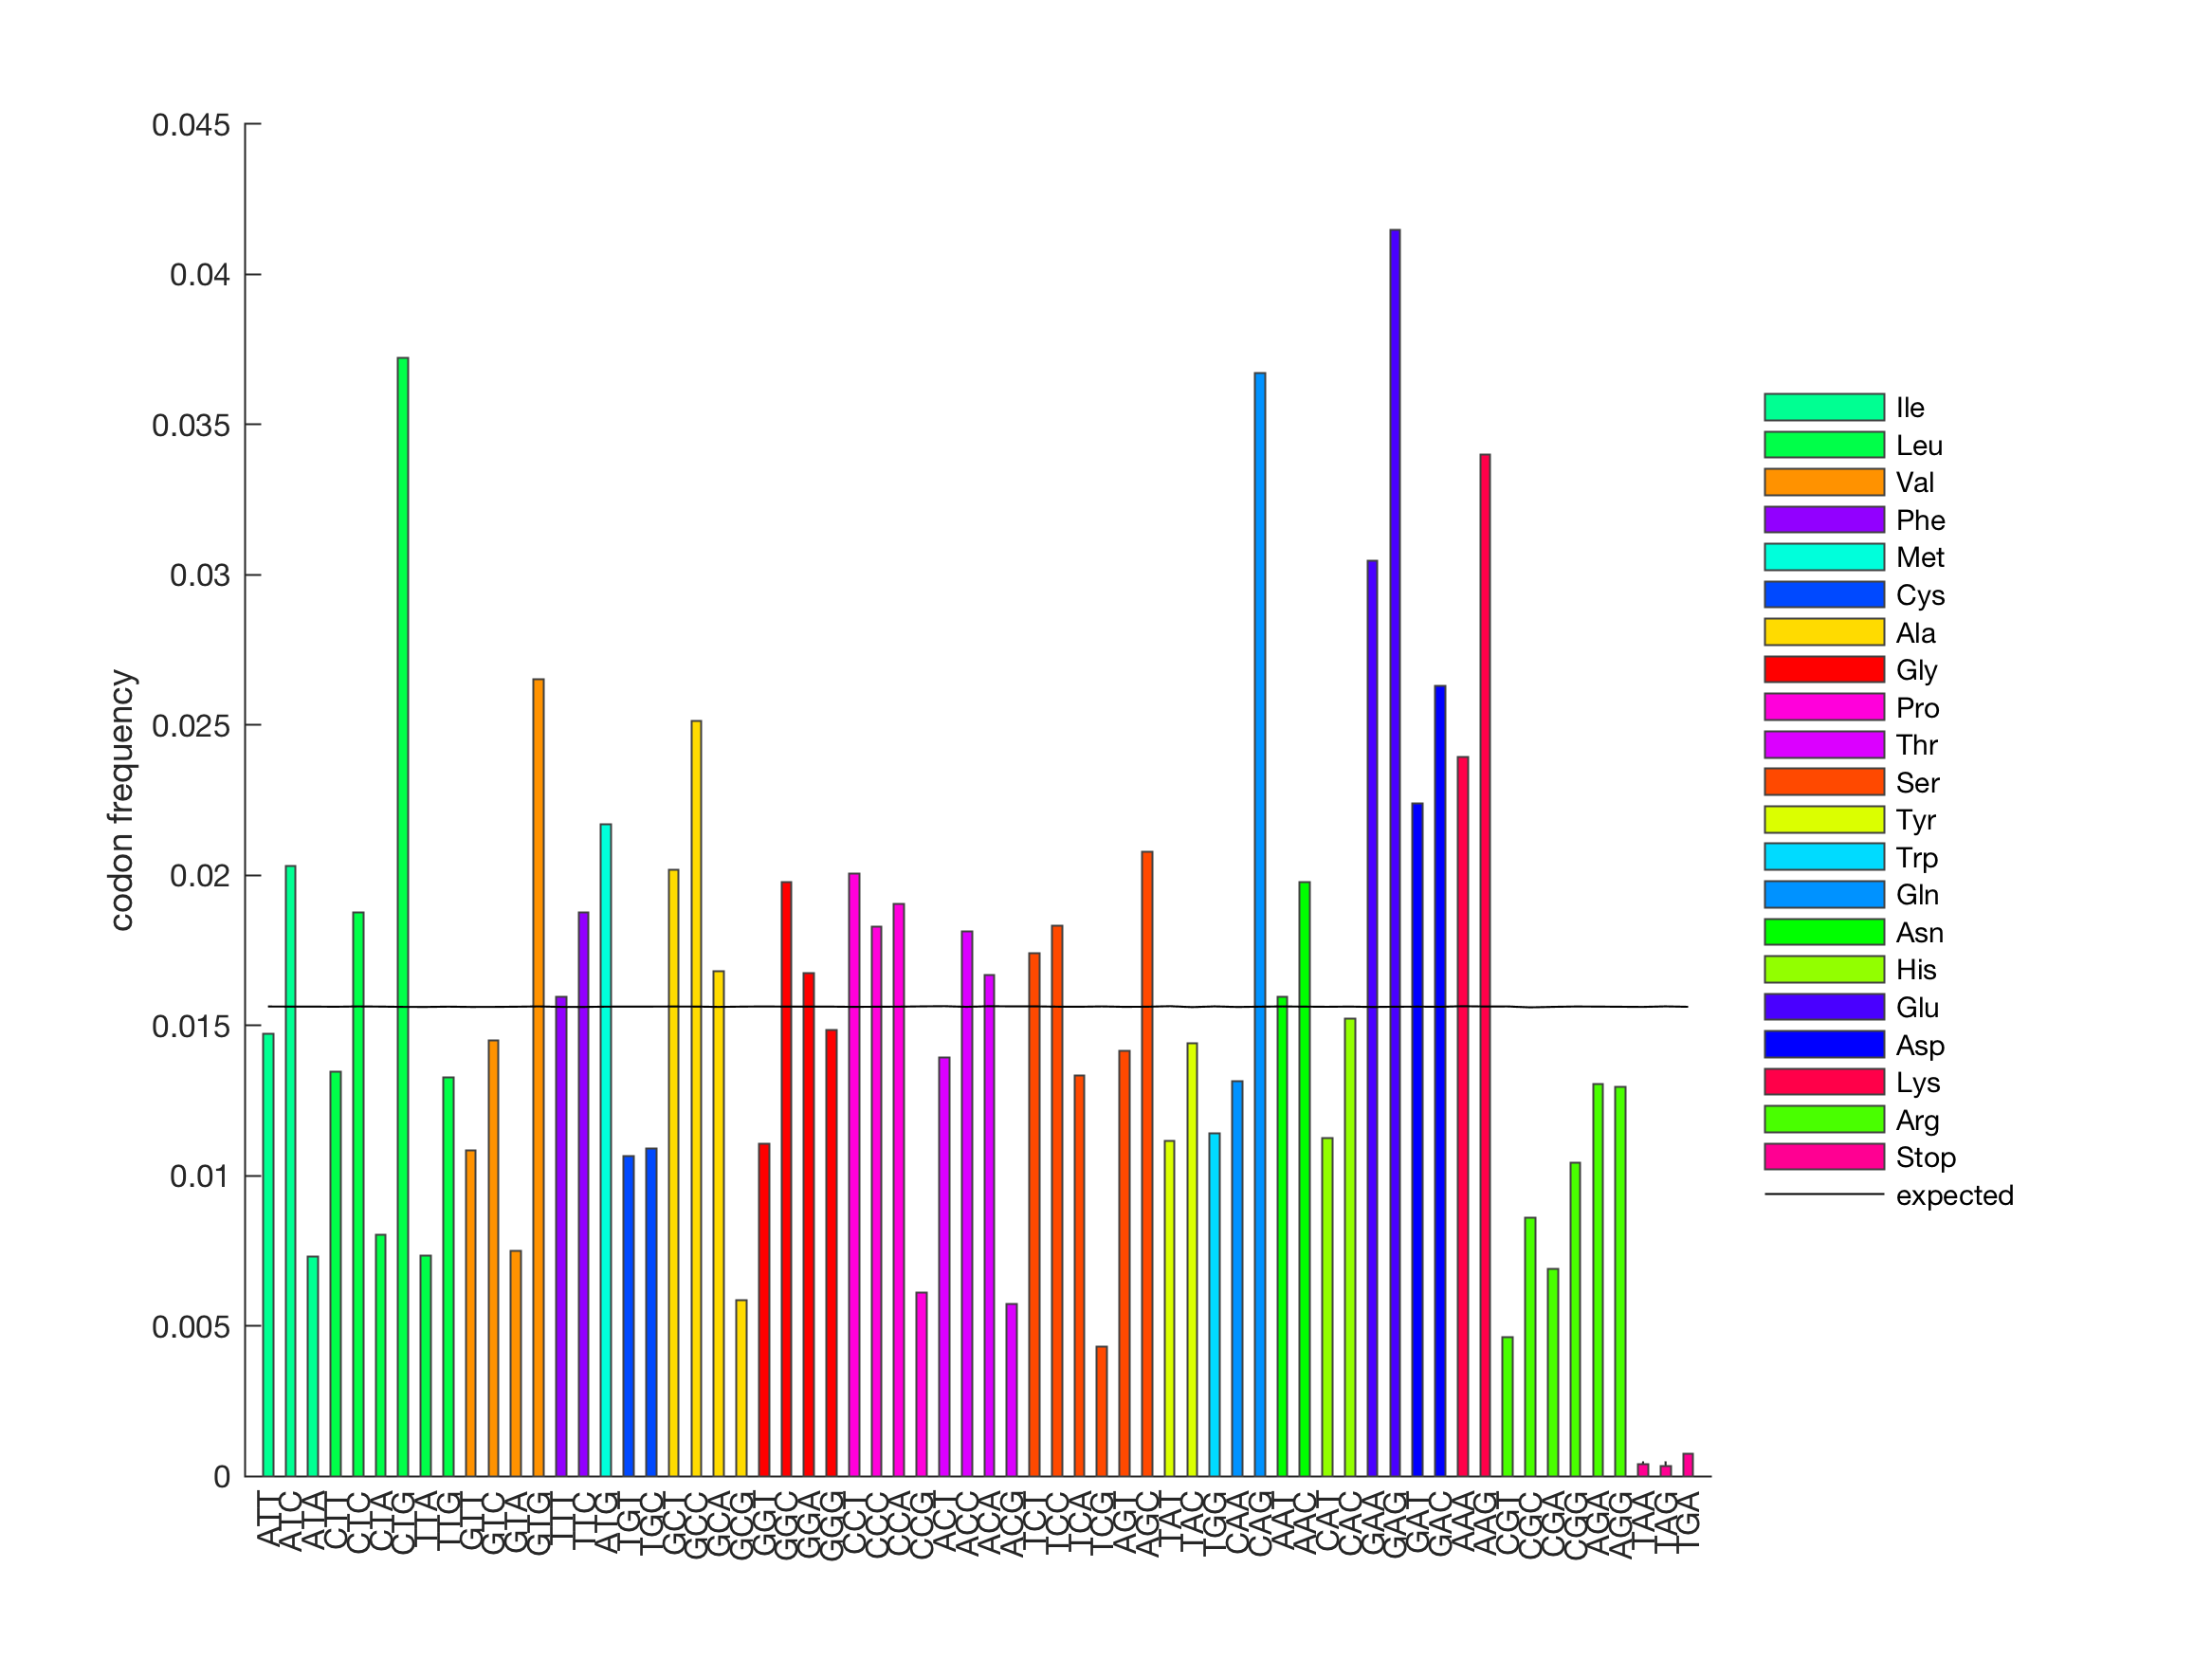 0.045
0.04
0.035
0.03
0.025
0.02
0.015
0.01
0.005
0
codon frequency
ATT
ATC
ATA
CTT
CTC
CTA
CTG
TTA
TTG
GTT
GTC
GTA
GTG
TTT
TTC
ATG
TGT
TGC
GCT
GCC
GCA
GCG
GGT
GGC
GGA
GGG
CCT
CCC
CCA
CCG
ACT
ACC
ACA
ACG
TCT
TCC
TCA
TCG
AGT
AGC
TAT
TAC
TGG
CAA
CAG
AAT
AAC
CAT
CAC
GAA
GAG
GAT
GAC
AAA
AAG
CGT
CGC
CGA
CGG
AGA
AGG
TAA
TAG
TGA
Ile
Leu
Val
Phe
Met
Cys
Ala
Gly
Pro
Thr
Ser
Tyr
Trp
Gln
Asn
His
Glu
Asp
Lys
Arg
Stop
expected